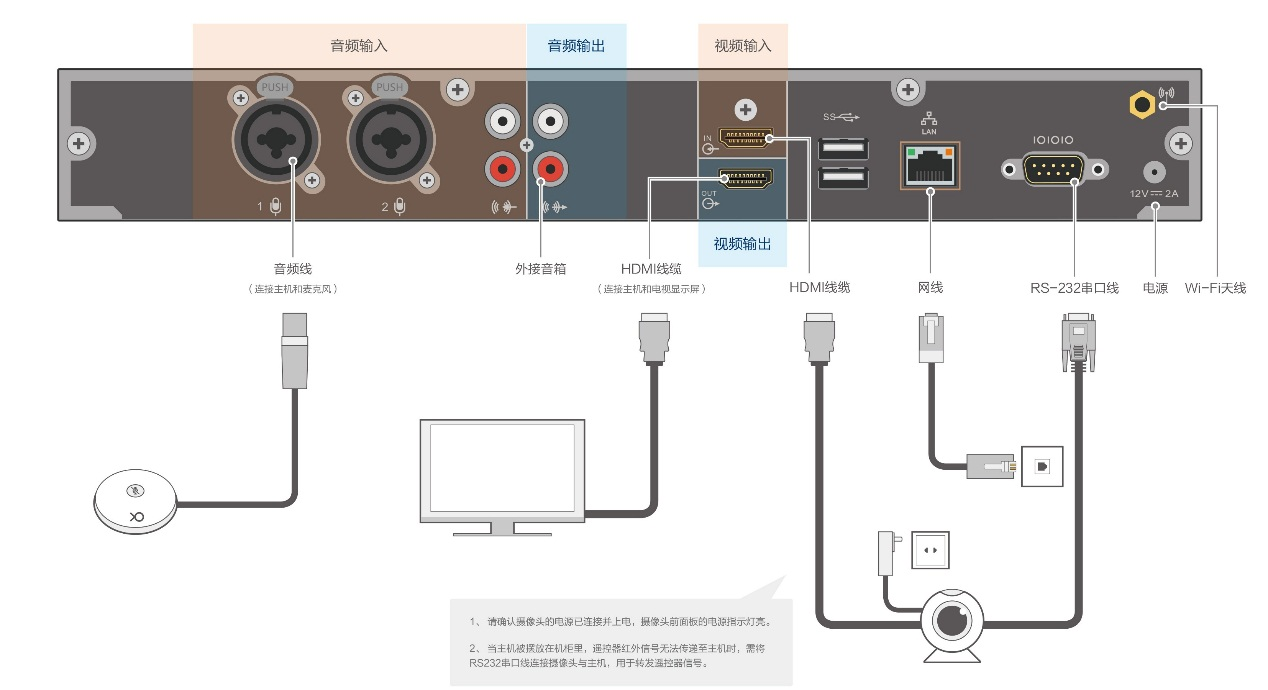 音频输入
音频输出
视频输入
PUSH
PUSH
IN
OUT
SS
LAN
IOIOIO
12V 2A
1
2
视频输出
音频线
（连接主机和麦克风）
外接音箱
HDMI线缆
（连接主机和电视显示屏）
HDMI线缆
网线
RS-232串口线
电源
Wi-Fi天线
1、 请确认摄像头的电源已连接并上电，摄像头前面板的电源指示灯亮。
2、 当主机被摆放在机柜里，遥控器红外信号无法传递至主机时，需将
RS232串口线连接摄像头与主机，用于转发遥控器信号。